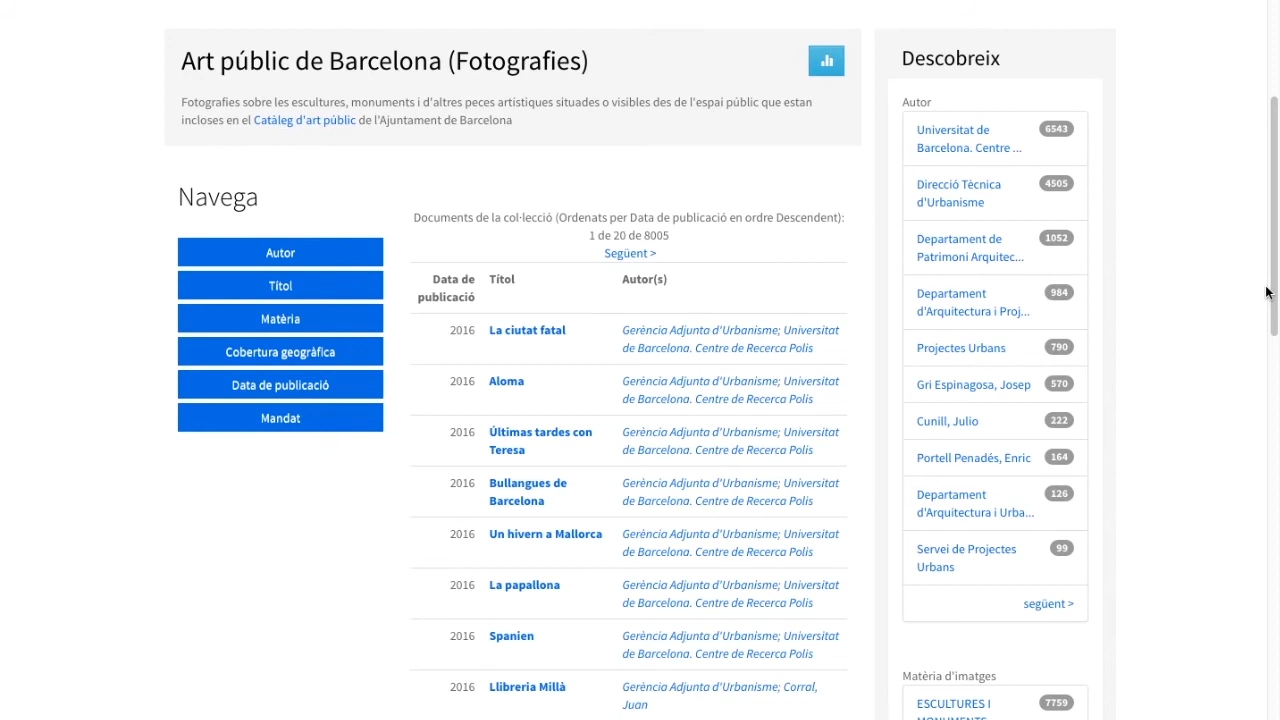 Art públic de Barcelona (Fotografies)
Fotografies sobre les escultures, monuments i d'altres peces artístiques situades o visibles des de l'espai públic que estan
incloses en el Catàleg d'art públic de l'Ajuntament de Barcelona
Navega
Autor
Títol
Matèria
Cobertura geogràfica
Data de publicació
Mandat
Documents de la col·lecció (Ordenats per Data de publicació en ordre Descendent):
1 de 20 de 8005
Següent >
Data de publicació Títol Autor(s)
2016 La ciutat fatal Gerència Adjunta d'Urbanisme; Universitat
de Barcelona. Centre de Recerca Polis
2016 Aloma Gerència Adjunta d'Urbanisme; Universitat
de Barcelona. Centre de Recerca Polis
2016 Últimas tardes con Gerència Adjunta d'Urbanisme; Universitat
Teresa de Barcelona. Centre de Recerca Polis
2016 Bullangues de Gerència Adjunta d'Urbanisme; Universitat
Barcelona de Barcelona. Centre de Recerca Polis
2016 Un hivern a Mallorca Gerència Adjunta d'Urbanisme; Universitat
de Barcelona. Centre de Recerca Polis
2016 La papallona Gerència Adjunta d'Urbanisme; Universitat
de Barcelona. Centre de Recerca Polis
2016 Spanien Gerència Adjunta d'Urbanisme; Universitat
de Barcelona. Centre de Recerca Polis
2016 Llibreria Millà Gerència Adjunta d'Urbanisme; Corral,
Juan
Descobreix
Autor
Universitat de 6543
Barcelona. Centre ...
Direcció Tècnica 4505
d'Urbanisme
Departament de 1052
Patrimoni Arquitec...
Departament 984
d'Arquitectura i Proj...
Projectes Urbans 790
Gri Espinagosa, Josep 570
Cunill, Julio 222
Portell Penadés, Enric 164
Departament 126
d'Arquitectura i Urba...
Servei de Projectes 99
Urbans
següent >
Matèria d'imatges
ESCULTURES I 7759
MONUMENTS